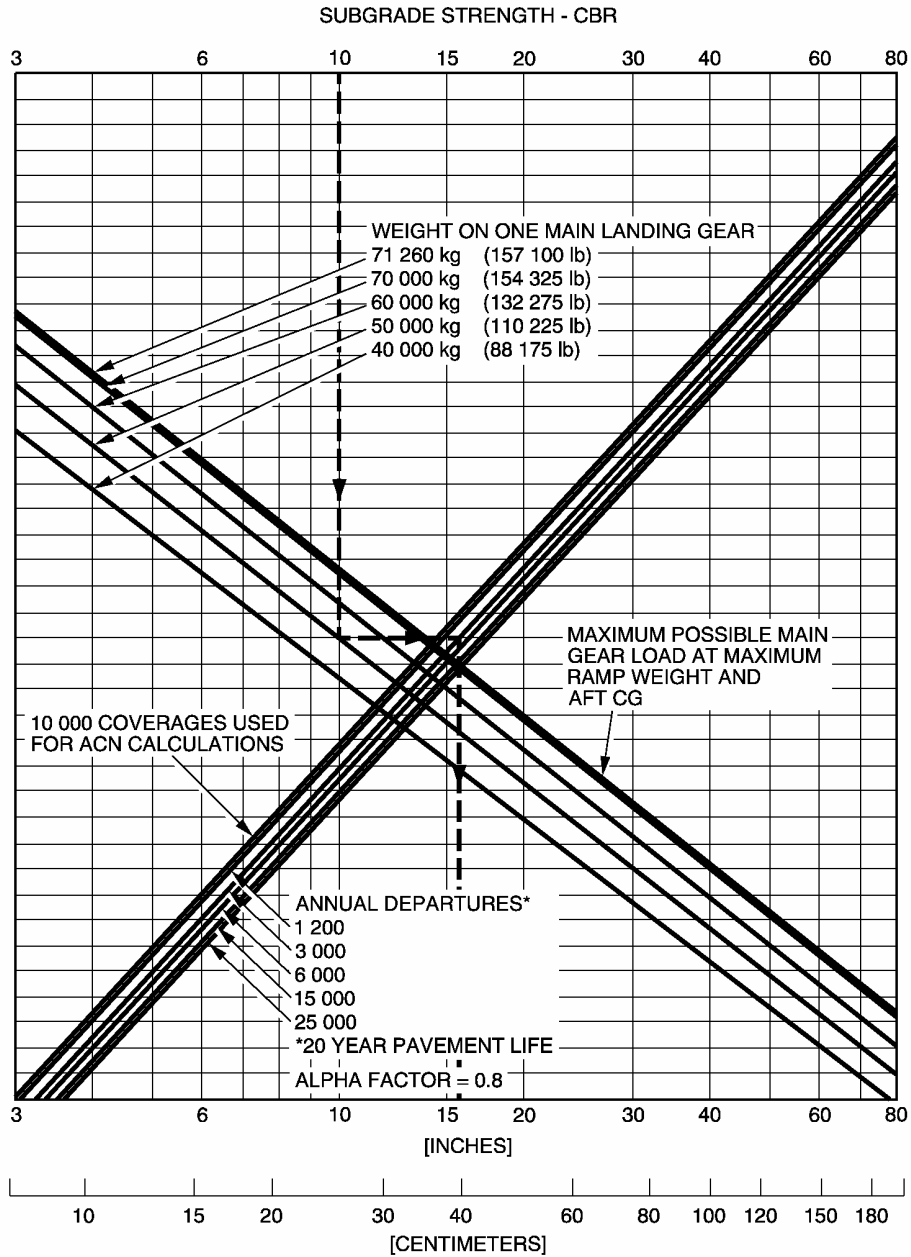 SUBGRADE STRENGTH - CBR
3 6 10 15 20 30 40 60 80
WEIGHT ON ONE MAIN LANDING GEAR
71 260 kg (157 100 lb)
70 000 kg (154 325 lb)
60 000 kg (132 275 lb)
50 000 kg (110 225 lb)
40 000 kg (88 175 lb)
MAXIMUM POSSIBLE MAIN
GEAR LOAD AT MAXIMUM
RAMP WEIGHT AND
AFT CG
10 000 COVERAGES USED
FOR ACN CALCULATIONS
ANNUAL DEPARTURES*
1 200
3 000
6 000
15 000
25 000
*20 YEAR PAVEMENT LIFE
ALPHA FACTOR = 0.8
3 6 10 15 20 30 40 60 80
[INCHES]
10 15 20 30 40 60 80 100 120 150 180
[CENTIMETERS]